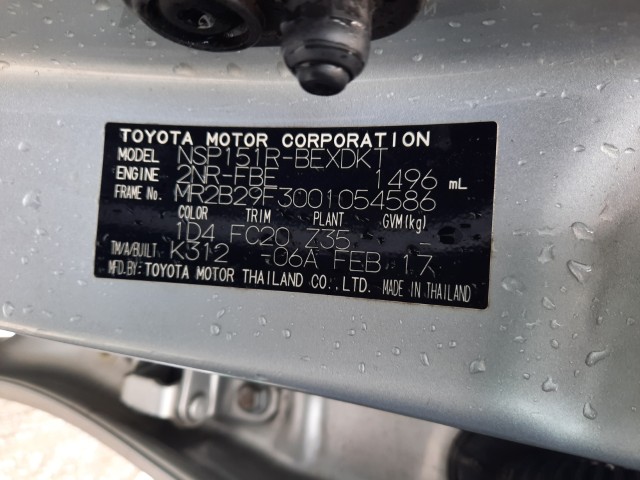 TOYOTA MOTOR CORPORATION
MODEL NSP151R-BEXDKT
ENGINE 2NR-FBE 1496 mL
FRAME No. MR2B29F3001054586
COLOR TRIM PLANT GVM(kg)
1D4 FC20 Z35 -
TM/A/BUILT K312 -06A FEB 17
MFD.BY: TOYOTA MOTOR THAILAND CO.,LTD. MADE IN THAILAND